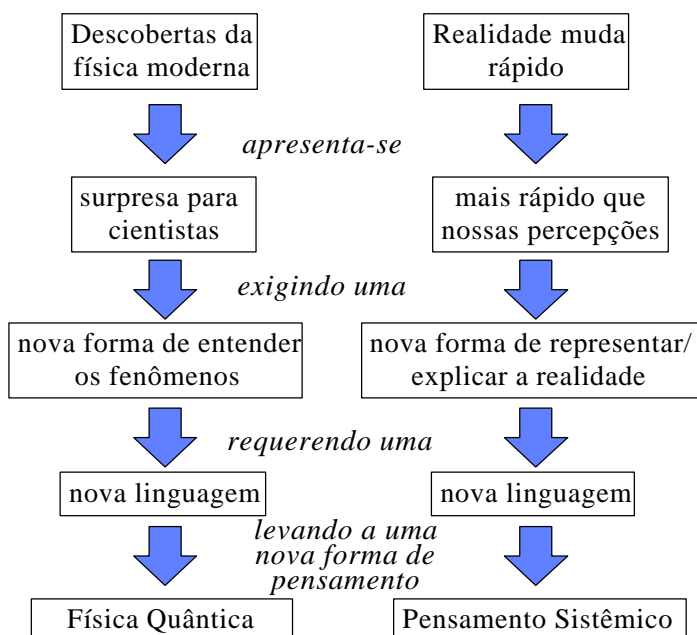 Descobertas da
física moderna
Realidade muda
rápido
apresenta-se
surpresa para
cientistas
mais rápido que
nossas percepções
exigindo uma
nova forma de entender
os fenômenos
nova forma de representar/
explicar a realidade
requerendo uma
nova linguagem
nova linguagem
levando a uma
nova forma de
pensamento
Física Quântica
Pensamento Sistêmico